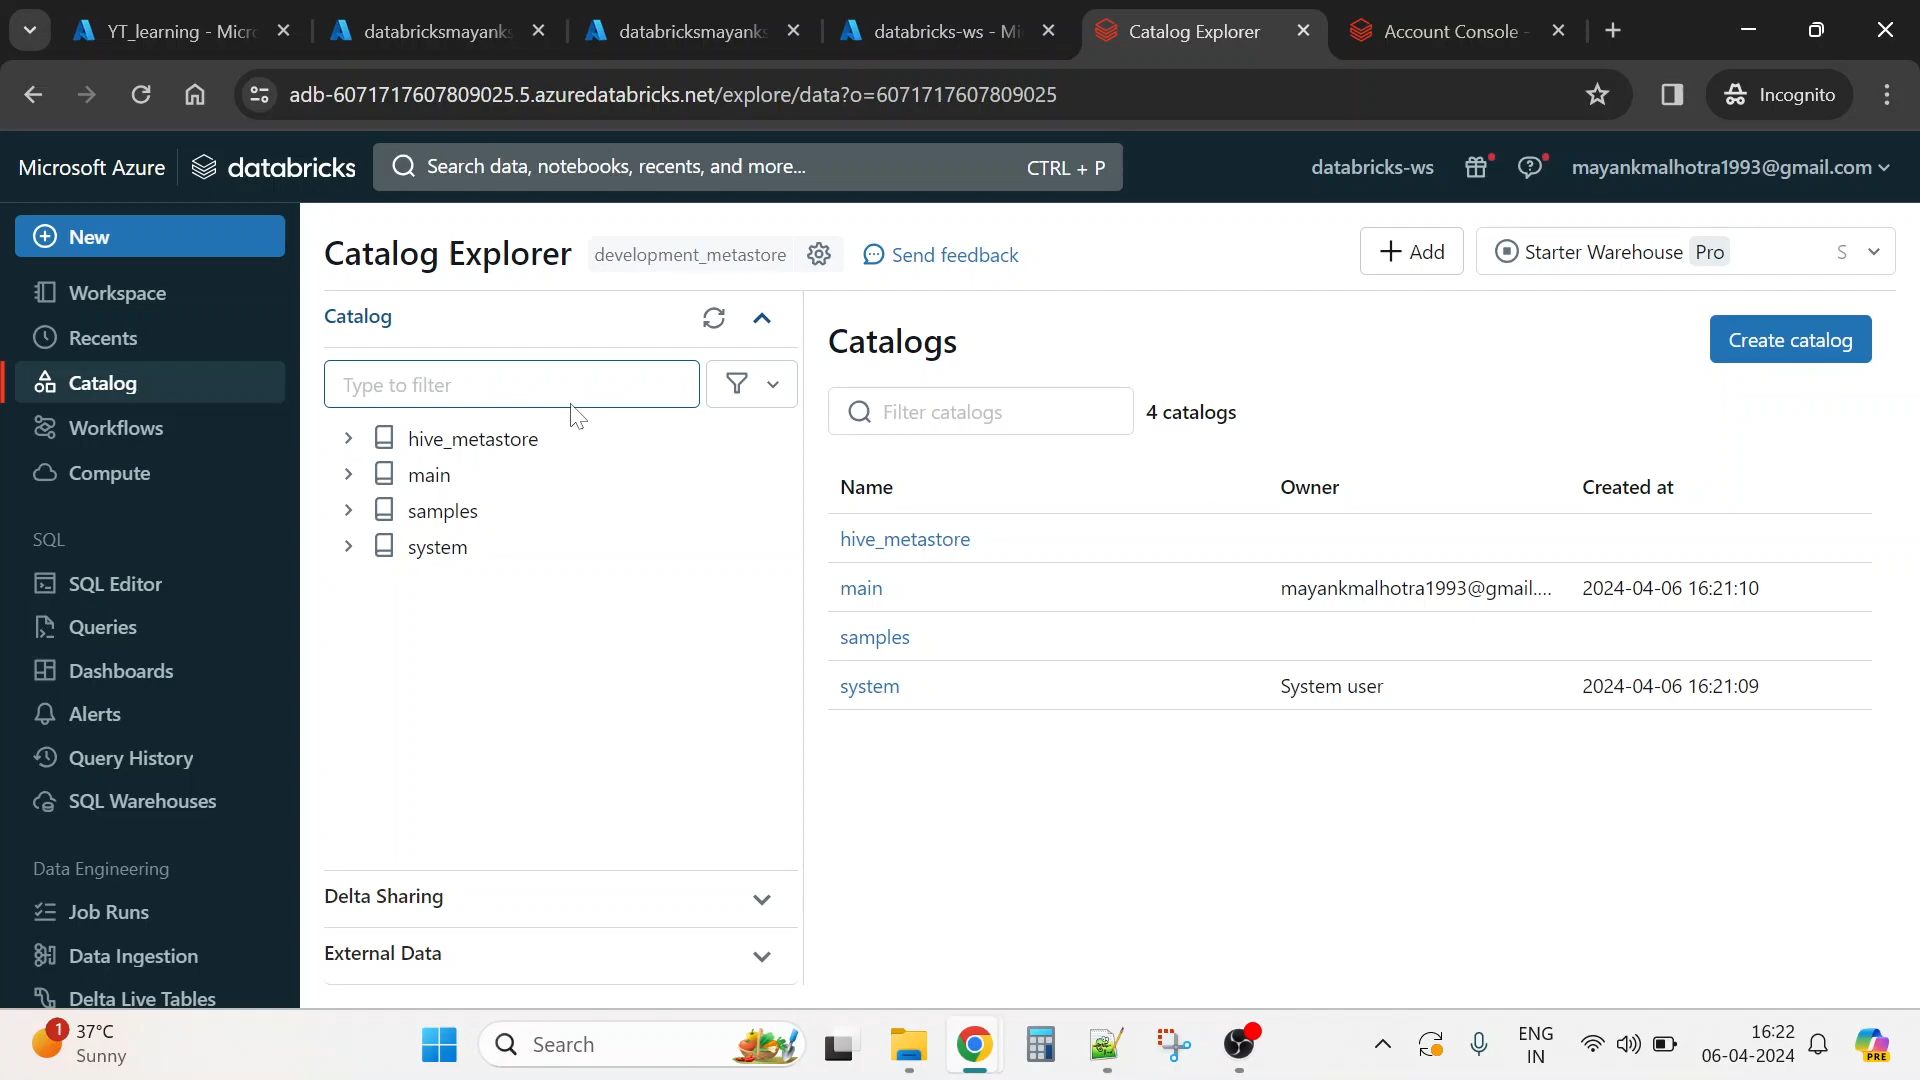 YT_learning - Micr
databricksmayanks
databricksmayanks
databricks-ws - Mi
Catalog Explorer
Account Console -
adb-6071717607809025.5.azuredatabricks.net/explore/data?o=6071717607809025
Incognito
Microsoft Azure
databricks
Search data, notebooks, recents, and more...
CTRL + P
databricks-ws
mayankmalhotra1993@gmail.com
New
Workspace
Recents
Catalog
Workflows
Compute
SQL
SQL Editor
Queries
Dashboards
Alerts
Query History
SQL Warehouses
Data Engineering
Job Runs
Data Ingestion
Delta Live Tables
Catalog Explorer
development_metastore
Send feedback
Add
Starter Warehouse Pro S
Catalog
Type to filter
hive_metastore
main
samples
system
Delta Sharing
External Data
Catalogs
Create catalog
Filter catalogs
4 catalogs
Name Owner Created at
hive_metastore
main mayankmalhotra1993@gmail.... 2024-04-06 16:21:10
samples
system System user 2024-04-06 16:21:09
1
37°C
Sunny
Search
ENG
IN
16:22
06-04-2024
PRE